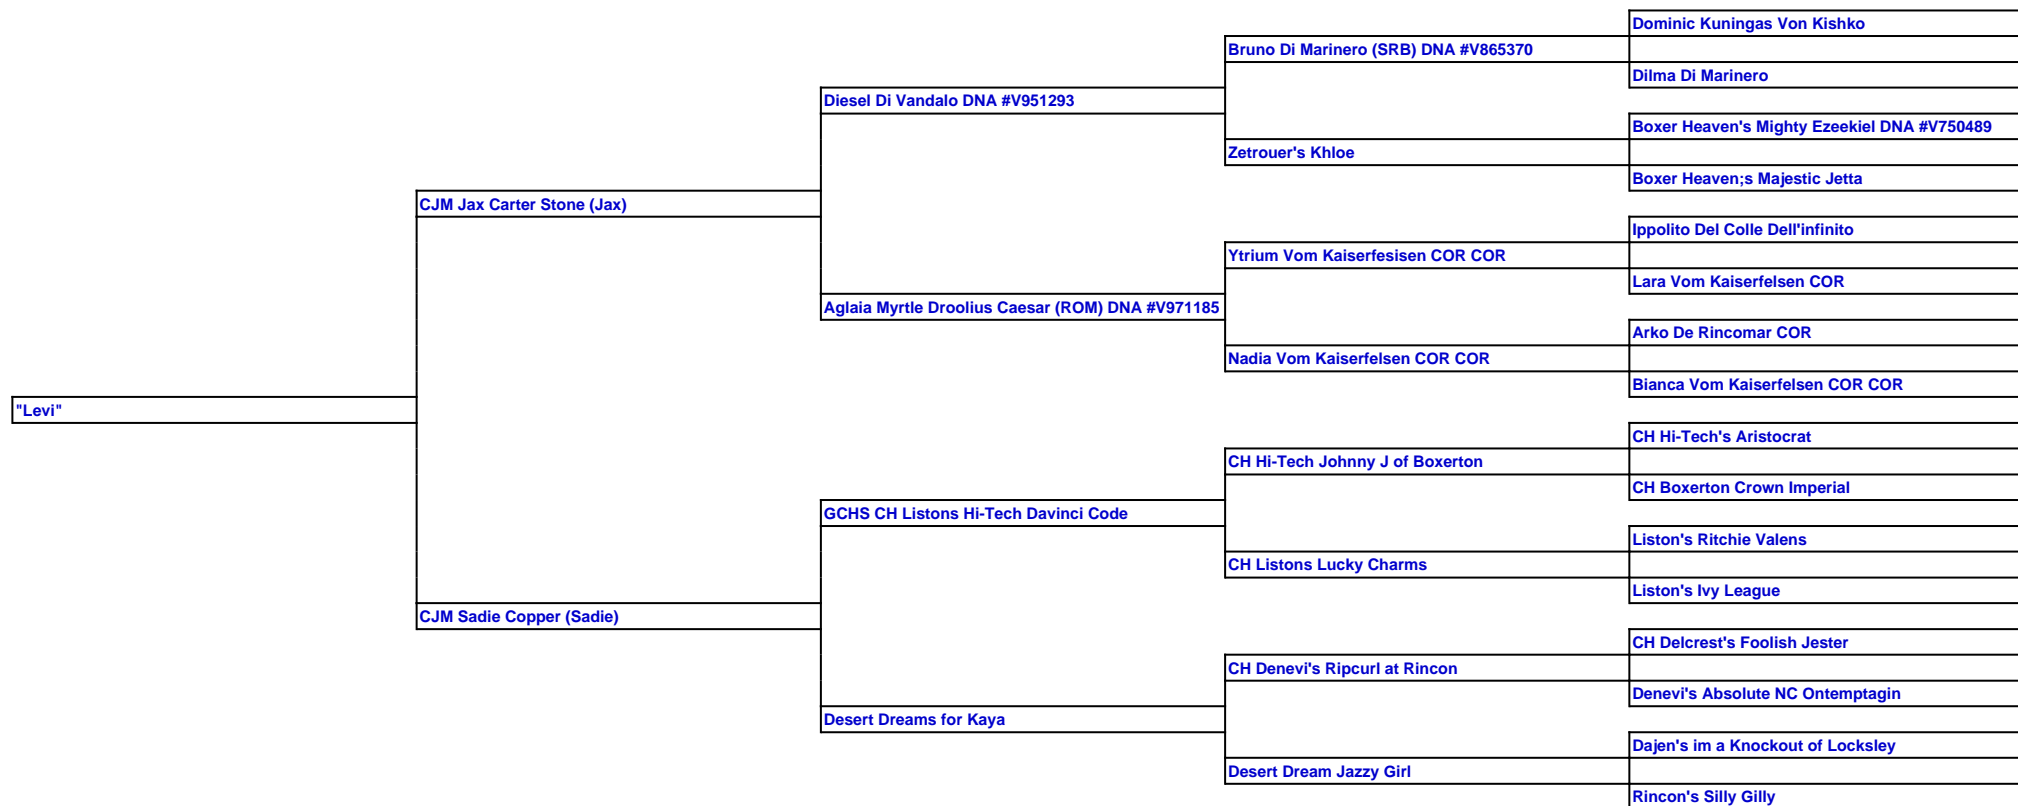 Dominic Kuningas Von Kishko
Bruno Di Marinero (SRB) DNA #V865370
Dilma Di Marinero
Diesel Di Vandalo DNA #V951293
Boxer Heaven's Mighty Ezeekiel DNA #V750489
Zetrouer's Khloe
Boxer Heaven;s Majestic Jetta
CJM Jax Carter Stone (Jax)
Ippolito Del Colle Dell'infinito
Ytrium Vom Kaiserfesisen COR COR
Lara Vom Kaiserfelsen COR
Aglaia Myrtle Droolius Caesar (ROM) DNA #V971185
Arko De Rincomar COR
Nadia Vom Kaiserfelsen COR COR
Bianca Vom Kaiserfelsen COR COR
"Levi"
CH Hi-Tech's Aristocrat
CH Hi-Tech Johnny J of Boxerton
CH Boxerton Crown Imperial
GCHS CH Listons Hi-Tech Davinci Code
Liston's Ritchie Valens
CH Listons Lucky Charms
Liston's Ivy League
CJM Sadie Copper (Sadie)
CH Delcrest's Foolish Jester
CH Denevi's Ripcurl at Rincon
Denevi's Absolute NC Ontemptagin
Desert Dreams for Kaya
Dajen's im a Knockout of Locksley
Desert Dream Jazzy Girl
Rincon's Silly Gilly